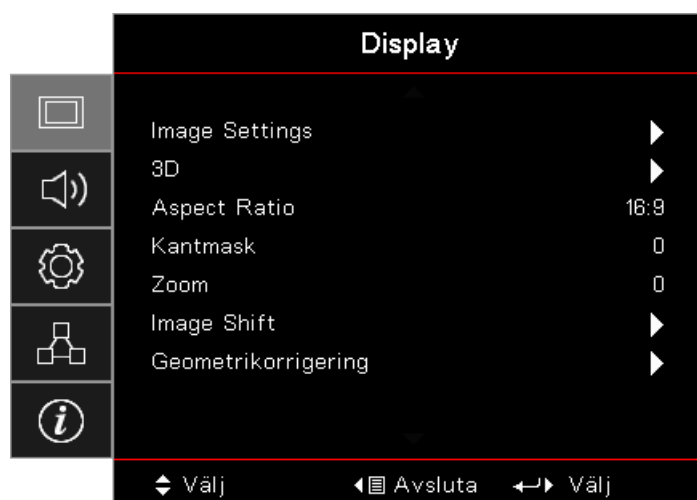 Display
Image Settings
3D
Aspect Ratio 16:9
Kantmask 0
Zoom 0
Image Shift
Geometrikorrigering
Välj Avsluta Välj